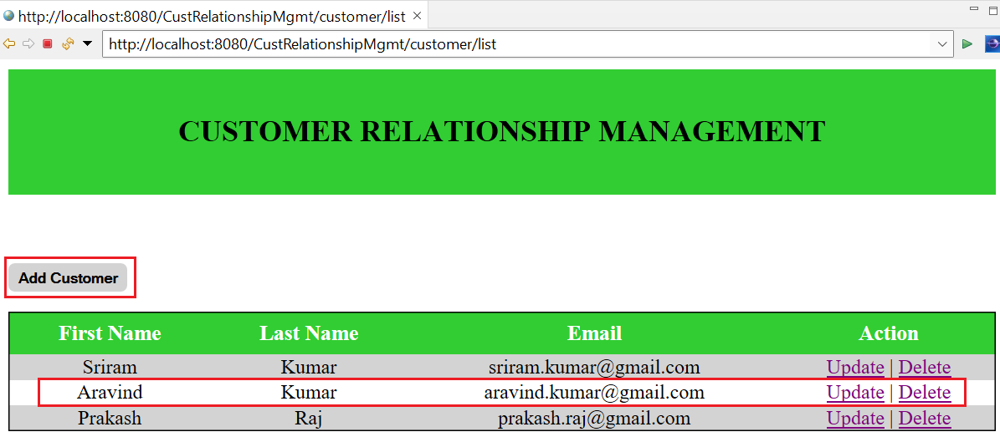 http://localhost:8080/CustRelationshipMgmt/customer/list
http://localhost:8080/CustRelationshipMgmt/customer/list
CUSTOMER RELATIONSHIP MANAGEMENT
Add Customer
First Name Last Name Email Action
Sriram Kumar sriram.kumar@gmail.com Update | Delete
Aravind Kumar aravind.kumar@gmail.com Update | Delete
Prakash Raj prakash.raj@gmail.com Update | Delete